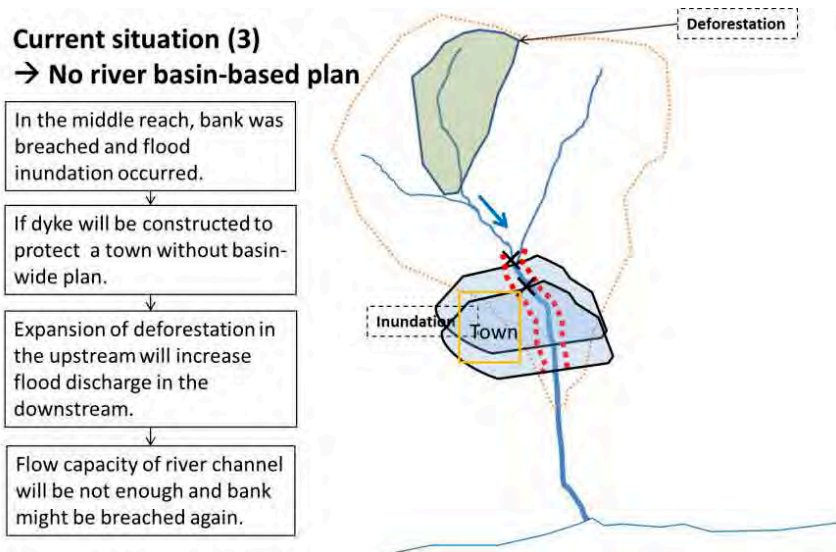 Current situation (3)
→ No river basin-based plan
In the middle reach, bank was
breached and flood
inundation occurred.
If dyke will be constructed to
protect a town without basin-
wide plan.
Expansion of deforestation in
the upstream will increase
flood discharge in the
downstream.
Flow capacity of river channel
will be not enough and bank
might be breached again.
Deforestation
Inundation
Town